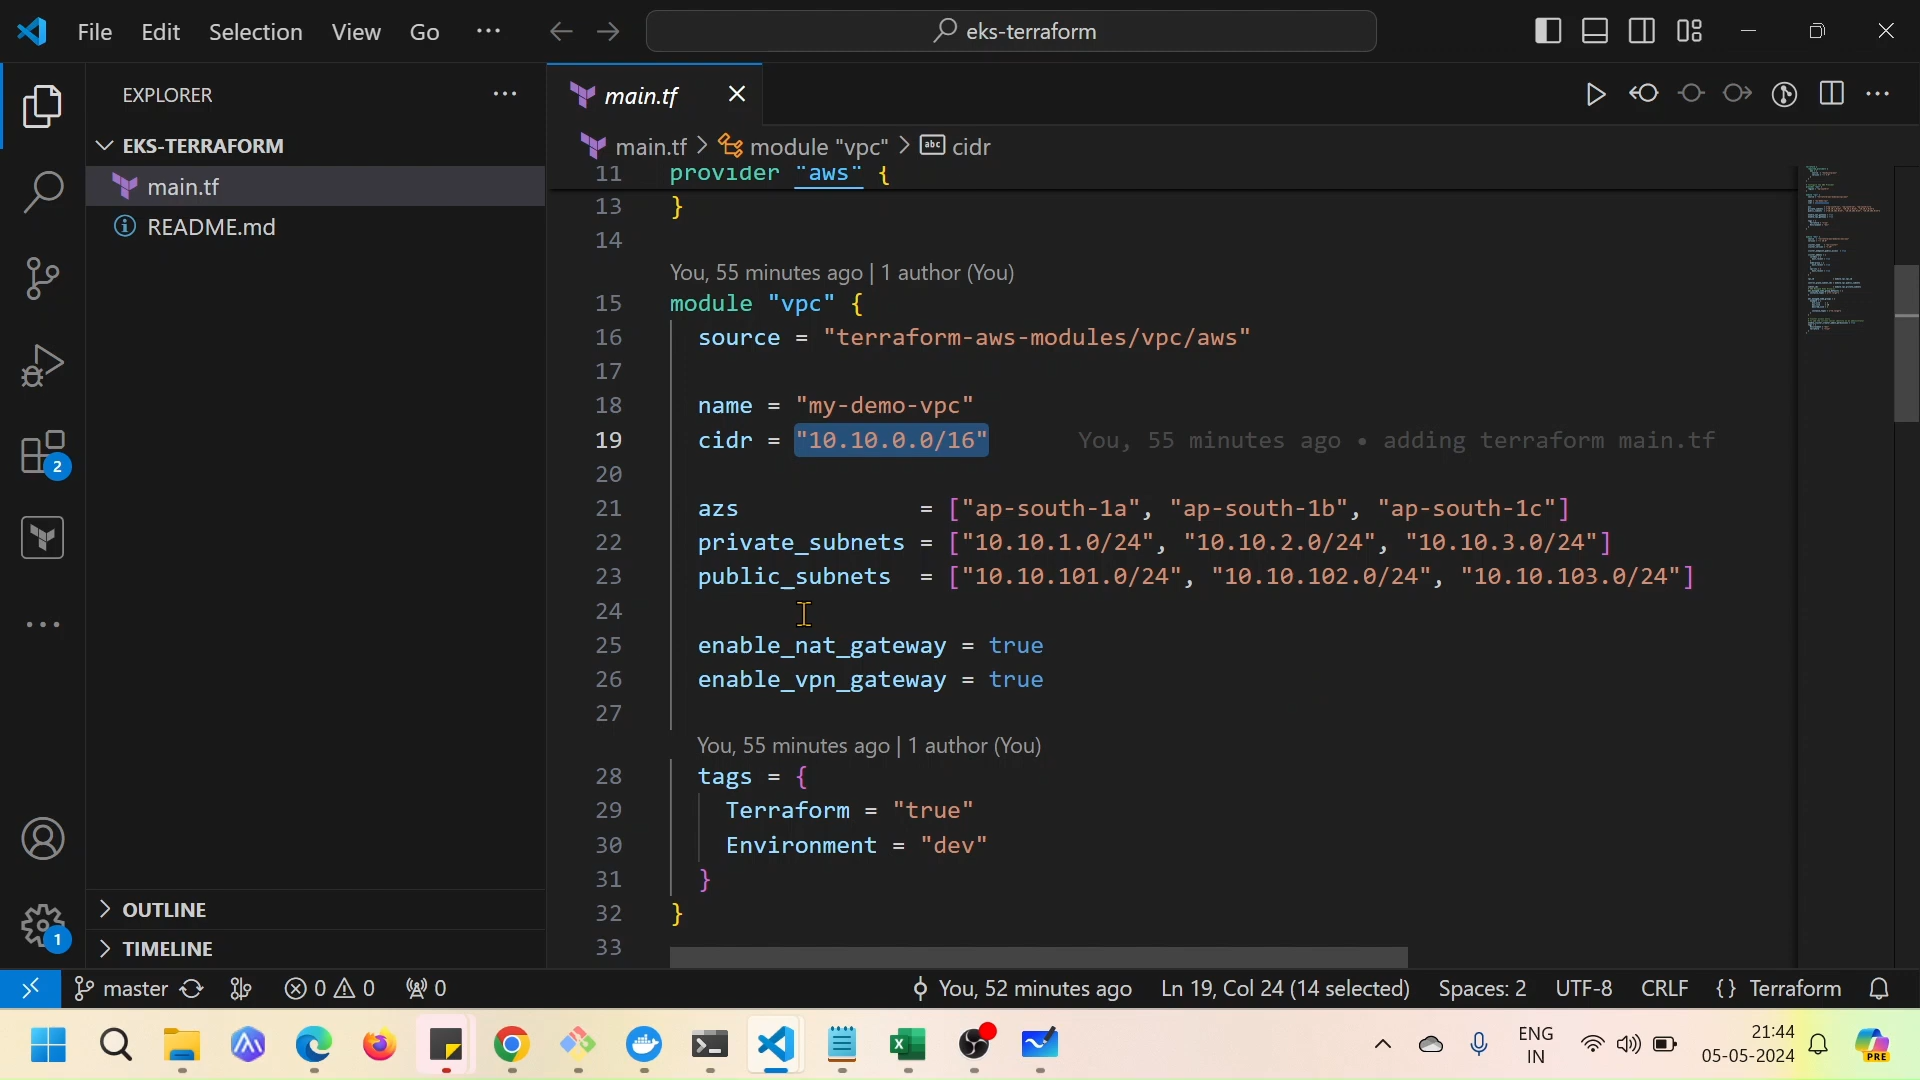 File Edit Selection View Go ··· eks-terraform
EXPLORER ···
EKS-TERRAFORM
main.tf
README.md
OUTLINE
TIMELINE
2
1
main.tf
main.tf > module "vpc" > cidr
11 provider "aws" {
13 }
14
You, 55 minutes ago | 1 author (You)
15 module "vpc" {
16 source = "terraform-aws-modules/vpc/aws"
17
18 name = "my-demo-vpc"
19 cidr = "10.10.0.0/16" You, 55 minutes ago • adding terraform main.tf
20
21 azs = ["ap-south-1a", "ap-south-1b", "ap-south-1c"]
22 private_subnets = ["10.10.1.0/24", "10.10.2.0/24", "10.10.3.0/24"]
23 public_subnets = ["10.10.101.0/24", "10.10.102.0/24", "10.10.103.0/24"]
24
25 enable_nat_gateway = true
26 enable_vpn_gateway = true
27
You, 55 minutes ago | 1 author (You)
28 tags = {
29 Terraform = "true"
30 Environment = "dev"
31 }
32 }
33
master 0 0 0 You, 52 minutes ago Ln 19, Col 24 (14 selected) Spaces: 2 UTF-8 CRLF {} Terraform
ENG
IN
21:44
05-05-2024
PRE